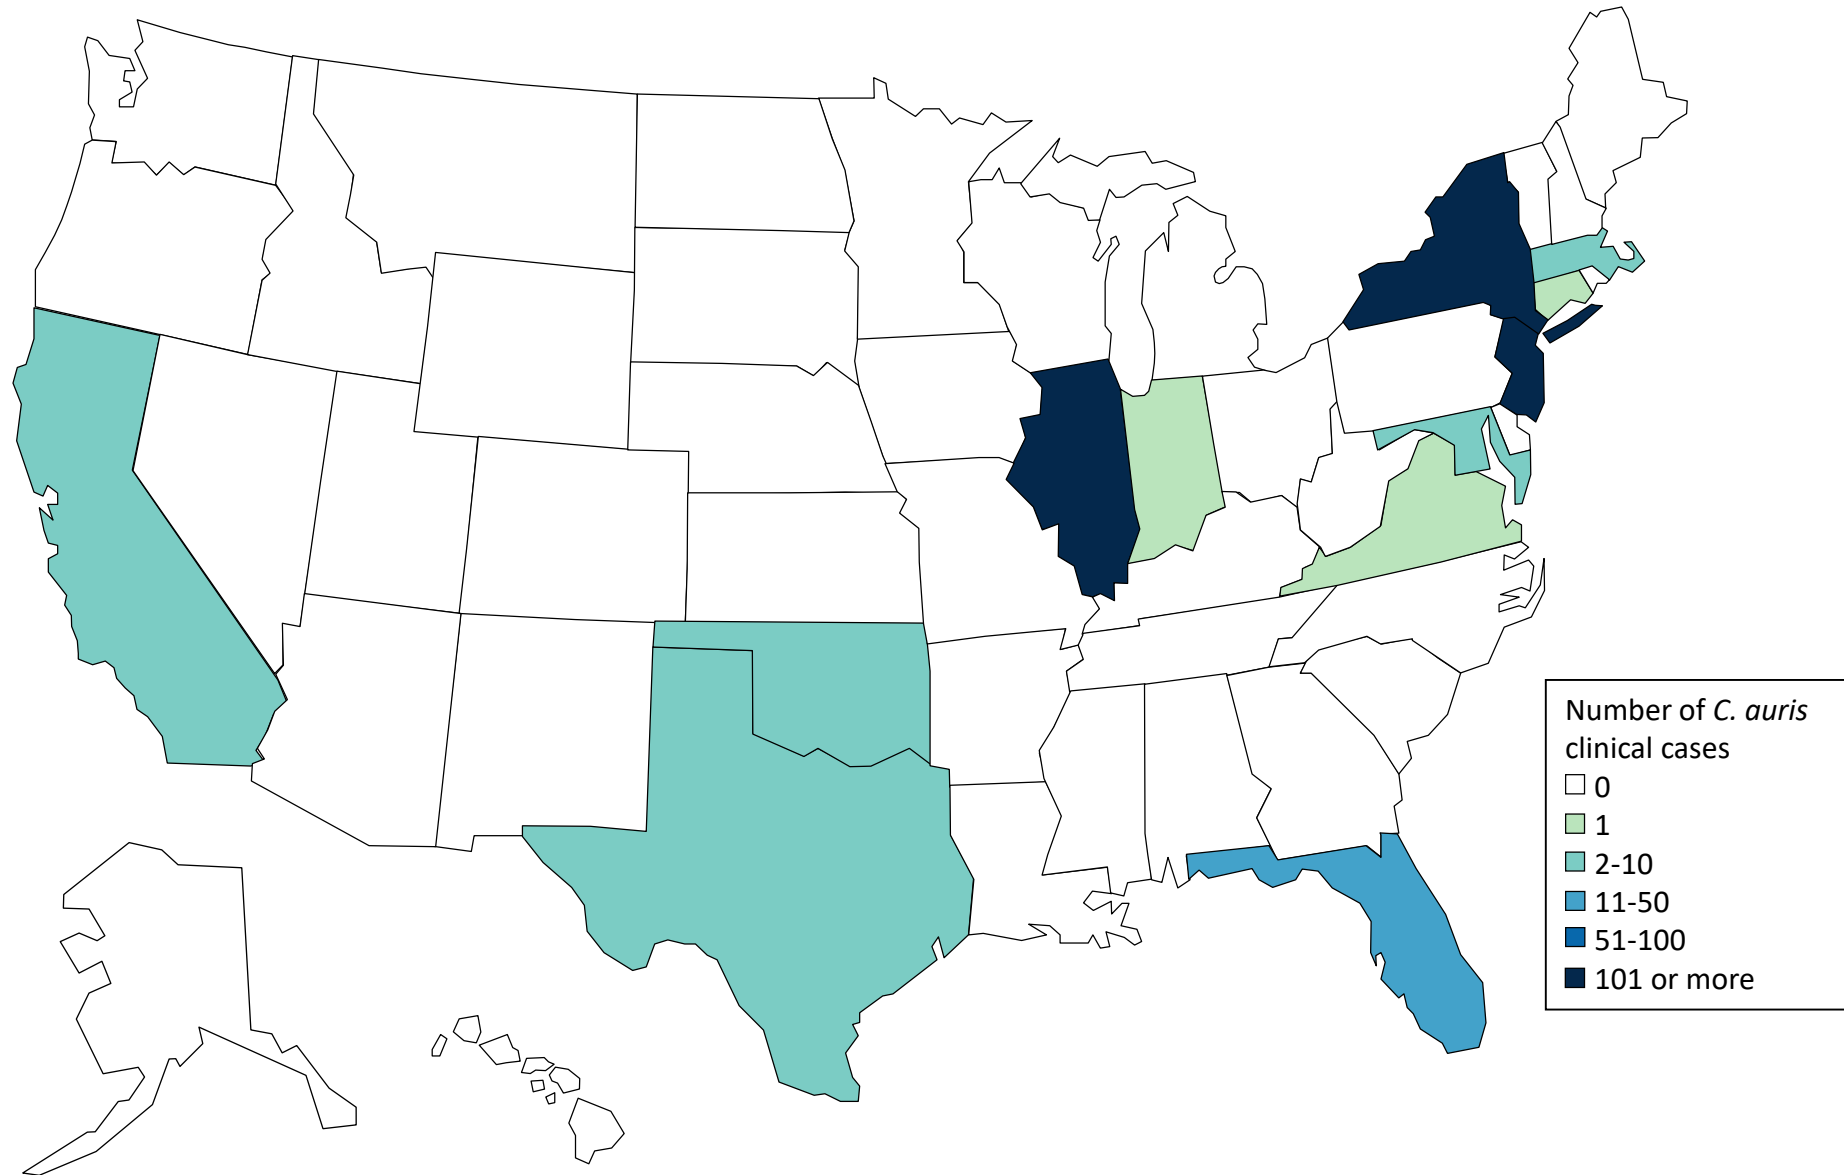 Number of C. auris
clinical cases
0
1
2-10
11-50
51-100
101 or more